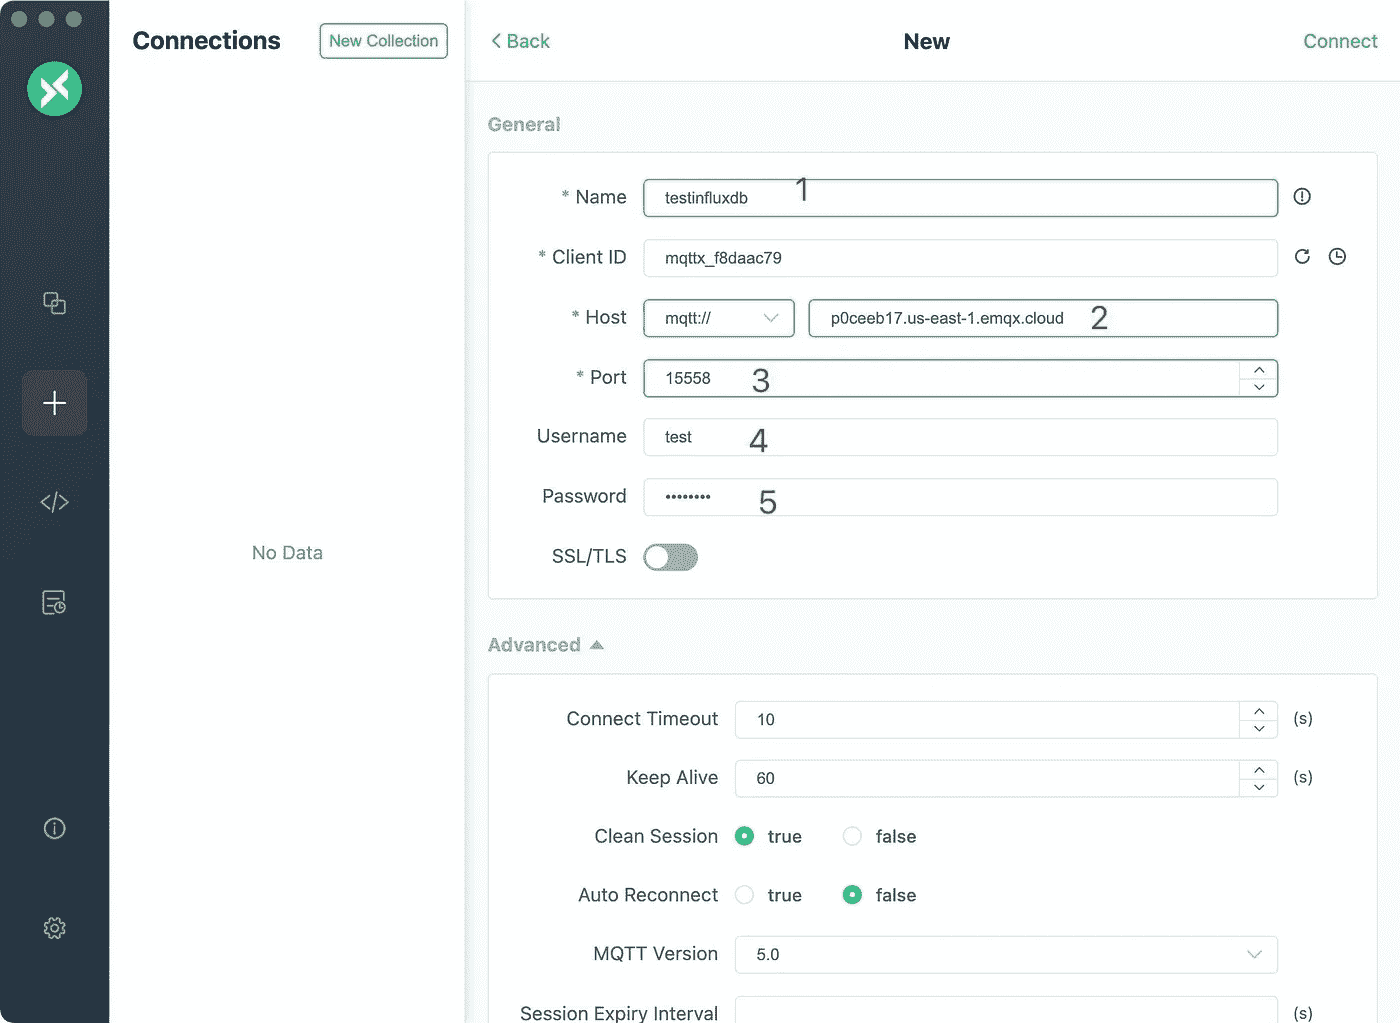 Connections
New Collection
Back
New
Connect
General
* Name testinfluxdb 1
* Client ID mqttx_f8daac79
* Host mqtt:// p0ceeb17.us-east-1.emqx.cloud 2
* Port 15558 3
Username test 4
Password •••••••• 5
SSL/TLS
No Data
Advanced
Connect Timeout 10 (s)
Keep Alive 60 (s)
Clean Session true false
Auto Reconnect true false
MQTT Version 5.0
Session Expiry Interval (s)